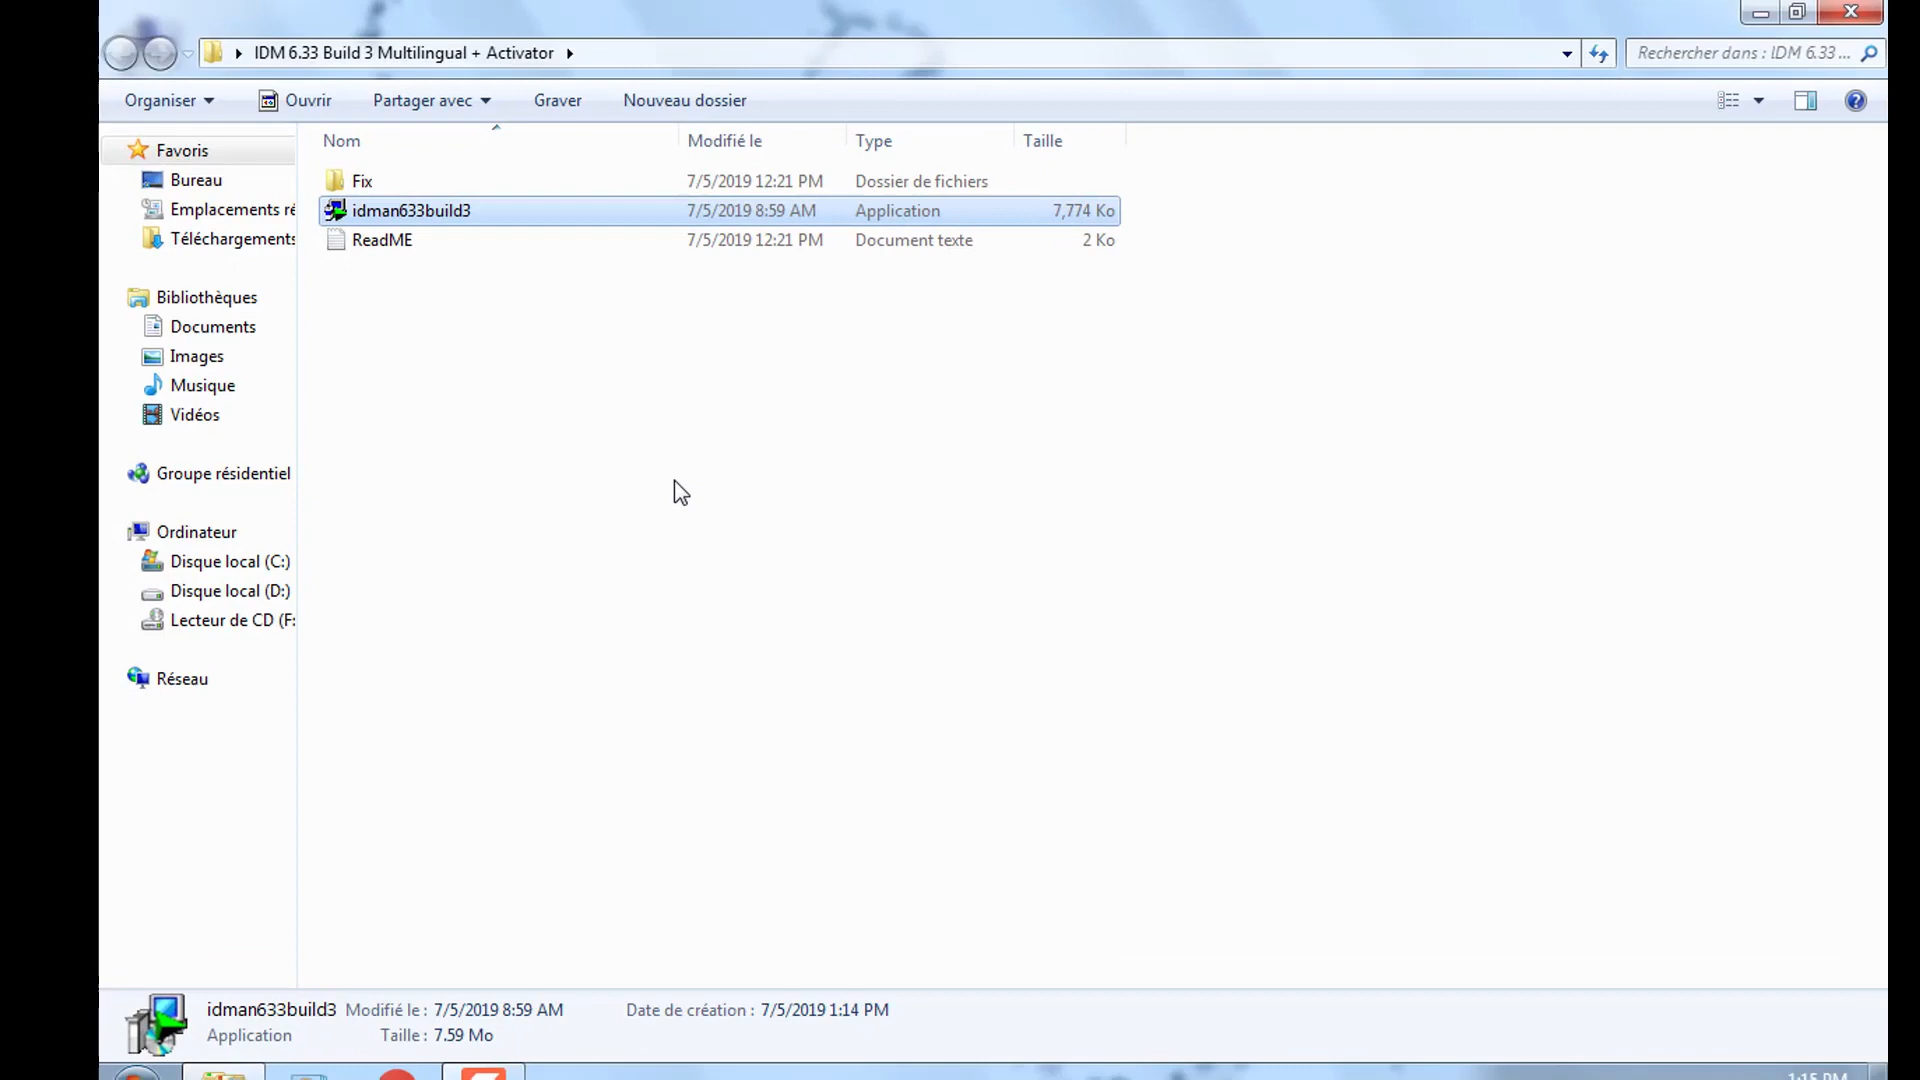 IDM 6.33 Build 3 Multilingual + Activator
Rechercher dans : IDM 6.33 ...
Organiser Ouvrir Partager avec Graver Nouveau dossier
Nom Modifié le Type Taille
Favoris
Bureau
Emplacements ré
Téléchargements
Bibliothèques
Documents
Images
Musique
Vidéos
Groupe résidentiel
Ordinateur
Disque local (C:)
Disque local (D:)
Lecteur de CD (F:
Réseau
Fix 7/5/2019 12:21 PM Dossier de fichiers
idman633build3 7/5/2019 8:59 AM Application 7,774 Ko
ReadME 7/5/2019 12:21 PM Document texte 2 Ko
idman633build3 Modifié le : 7/5/2019 8:59 AM Date de création : 7/5/2019 1:14 PM
Application Taille : 7.59 Mo
1:15 PM